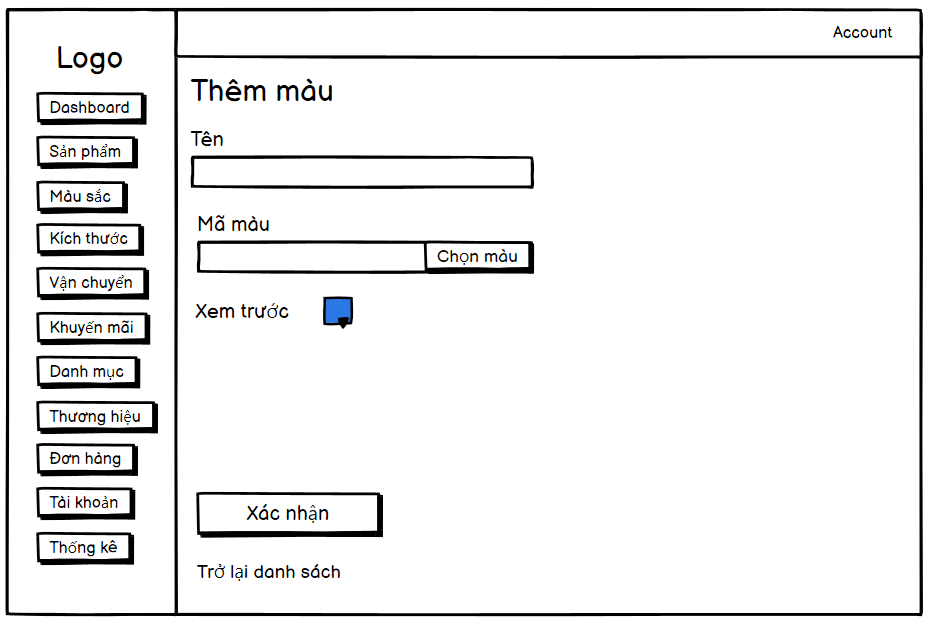 Account
Logo
Dashboard
Sản phẩm
Màu sắc
Kích thước
Vận chuyển
Khuyến mãi
Danh mục
Thương hiệu
Đơn hàng
Tài khoản
Thống kê
Thêm màu
Tên
Mã màu
Chọn màu
Xem trước
Xác nhận
Trở lại danh sách